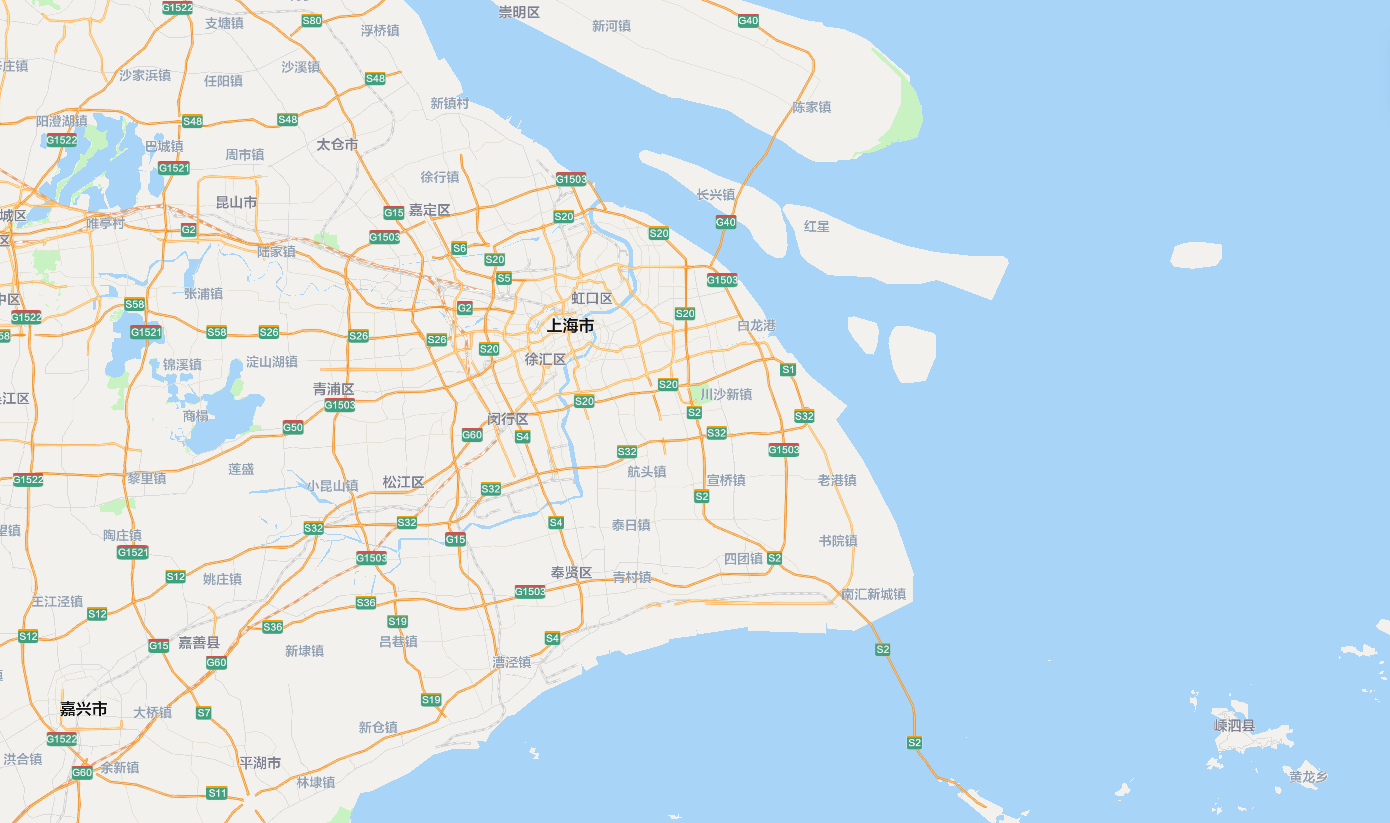 G1522
支塘镇
S80
崇明区
G40
浮桥镇
新河镇
沙家浜镇
任阳镇
沙溪镇
S48
新镇村
陈家镇
阳澄湖镇
S48
S48
G1522
巴城镇
周市镇
太仓市
G1521
徐行镇
G1503
长兴镇
昆山市
G15
嘉定区
S20
G40
红星
唯亭村
G2
G1503
S20
陆家镇
S6
S20
S5
G1503
张浦镇
虹口区
S58
G2
S20
G1522
上海市
白龙港
G1521
S58
S26
S26
S26
S20
徐汇区
锦溪镇
淀山湖镇
S1
青浦区
S20
川沙新镇
G1503
S20
S2
S32
商榻
闵行区
G50
G60
S4
S32
S32
G1503
莲盛
航头镇
宣桥镇
老港镇
G1522
黎里镇
小昆山镇
松江区
S32
S2
S32
S32
S4
泰日镇
陶庄镇
G15
书院镇
G1521
G1503
四团镇
S2
S12
姚庄镇
奉贤区
青村镇
王江泾镇
S36
G1503
南汇新城镇
S12
S12
S36
S19
G15
嘉善县
吕巷镇
S4
新埭镇
S2
G60
漕泾镇
S19
嘉兴市
大桥镇
S7
新仓镇
嵊泗县
G1522
S2
洪合镇
余新镇
G60
平湖市
林埭镇
黄龙乡
S11